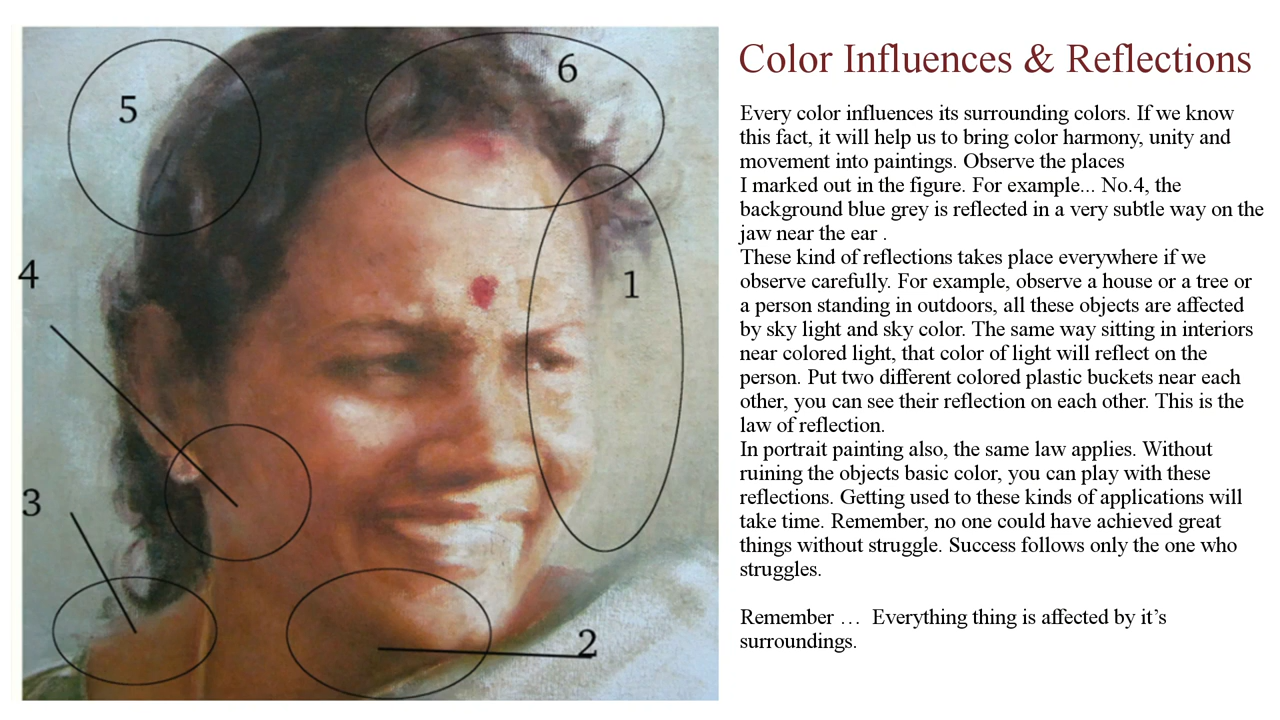 Color Influences & Reflections
Every color influences its surrounding colors. If we know
this fact, it will help us to bring color harmony, unity and
movement into paintings. Observe the places
I marked out in the figure. For example... No.4, the
background blue grey is reflected in a very subtle way on the
jaw near the ear .
These kind of reflections takes place everywhere if we
observe carefully. For example, observe a house or a tree or
a person standing in outdoors, all these objects are affected
by sky light and sky color. The same way sitting in interiors
near colored light, that color of light will reflect on the
person. Put two different colored plastic buckets near each
other, you can see their reflection on each other. This is the
law of reflection.
In portrait painting also, the same law applies. Without
ruining the objects basic color, you can play with these
reflections. Getting used to these kinds of applications will
take time. Remember, no one could have achieved great
things without struggle. Success follows only the one who
struggles.
Remember … Everything thing is affected by it’s
surroundings.
6
5
4
1
3
2